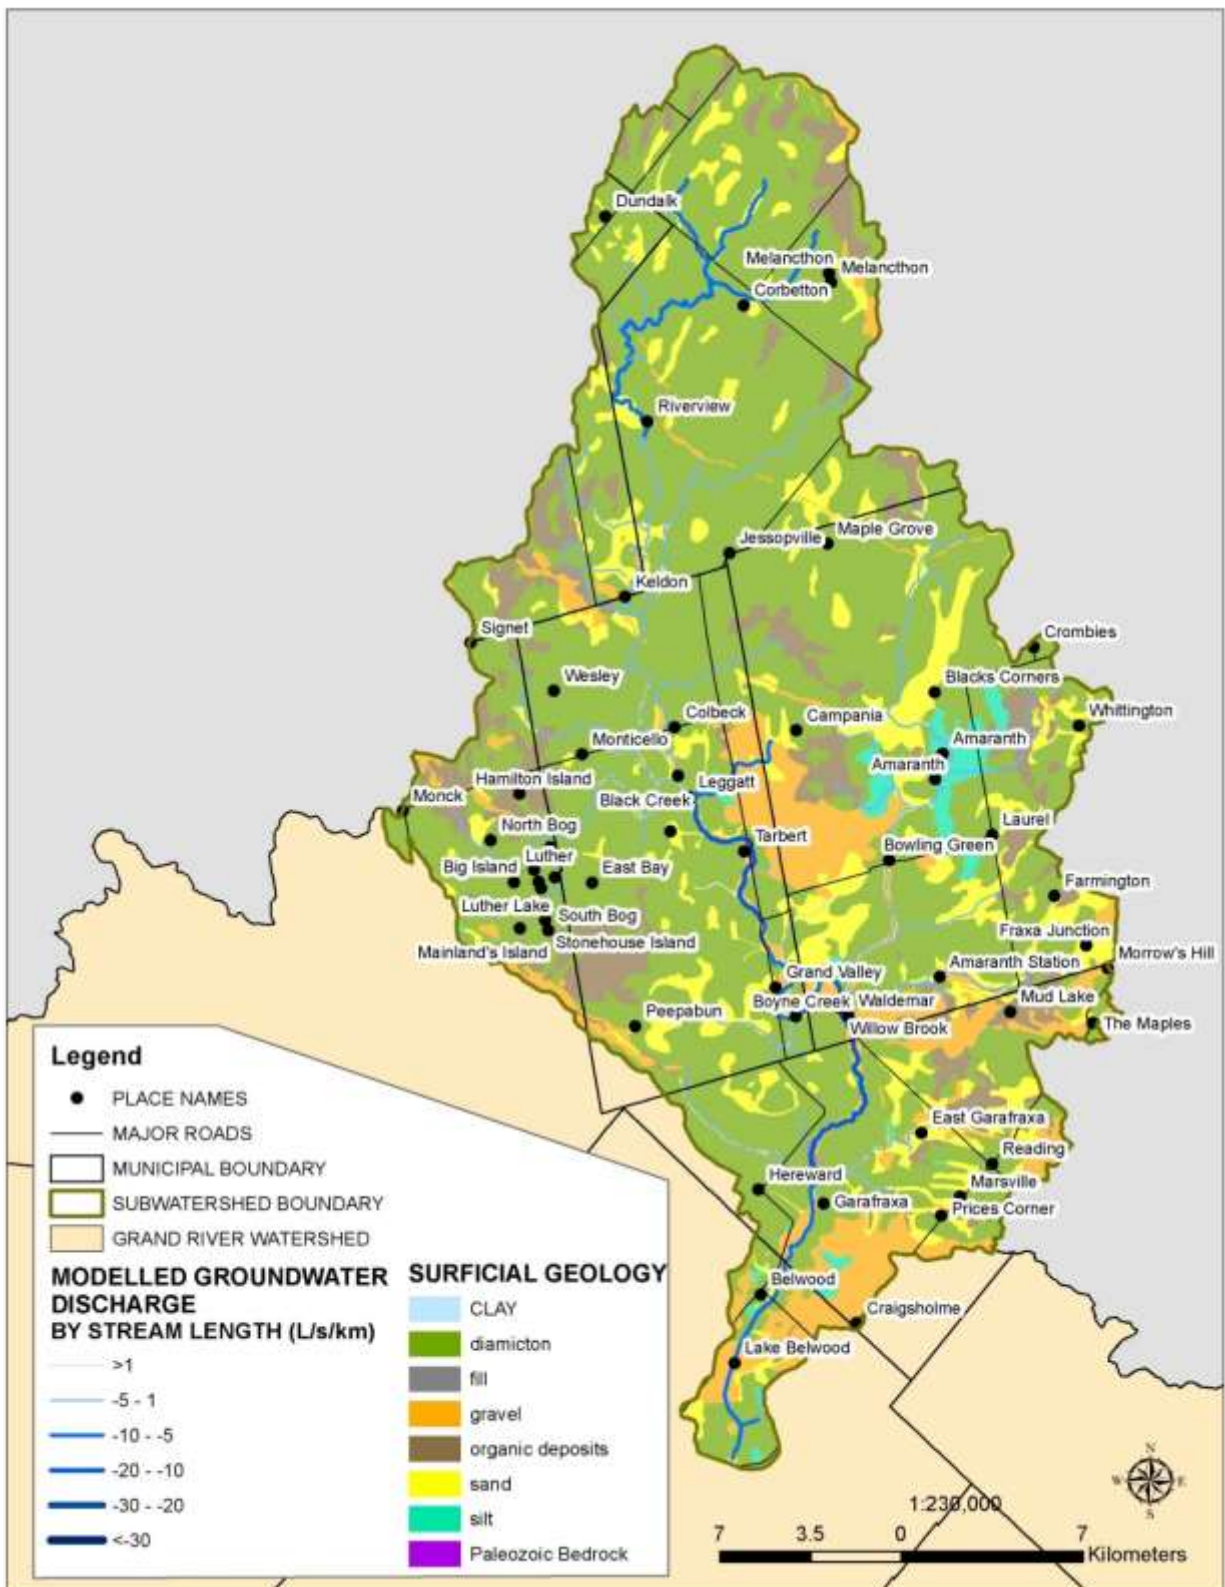 Dundalk
Melancthon
Melancthon
Corbetton
Riverview
Maple Grove
Jessopville
Keldon
Signet
Crombies
Wesley
Blacks Corners
Whittington
Colbeck
Campania
Monticello
Amaranth
Amaranth
Hamilton Island
Leggatt
Monck
Black Creek
North Bog
Laurel
Tarbert
Bowling Green
Luther
Big Island
East Bay
Farmington
Luther Lake
South Bog
Fraxa Junction
Mainland's Island
Stonehouse Island
Morrow's Hill
Amaranth Station
Grand Valley
Boyne Creek
Waldemar
Mud Lake
Peepabun
The Maples
Willow Brook
East Garafraxa
Reading
Hereward
Marsville
Garafraxa
Prices Corner
Belwood
Craigsholme
Lake Belwood
Legend
PLACE NAMES
MAJOR ROADS
MUNICIPAL BOUNDARY
SUBWATERSHED BOUNDARY
GRAND RIVER WATERSHED
MODELLED GROUNDWATER
DISCHARGE
BY STREAM LENGTH (L/s/km)
>1
-5 - 1
-10 - -5
-20 - -10
-30 - -20
<-30
SURFICIAL GEOLOGY
CLAY
diamicton
fill
gravel
organic deposits
sand
silt
Paleozoic Bedrock
N
W E
S
1:230,000
7 3.5 0 7
Kilometers